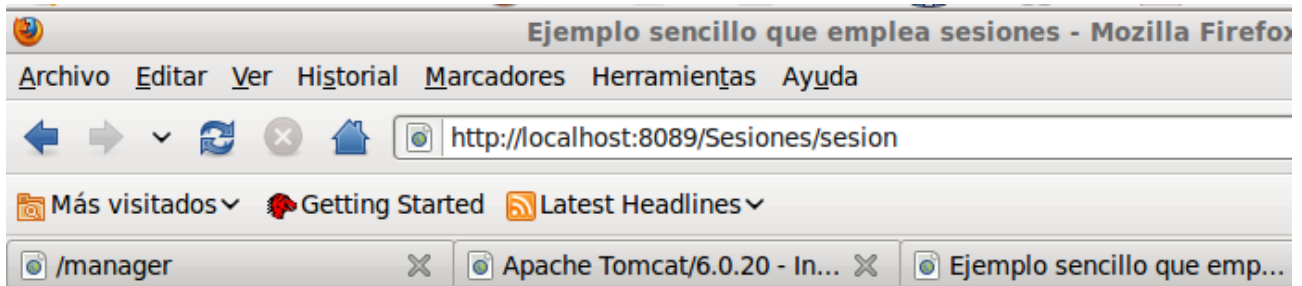 Ejemplo sencillo que emplea sesiones - Mozilla Firefox
Archivo Editar Ver Historial Marcadores Herramientas Ayuda
http://localhost:8089/Sesiones/sesion
Más visitados Getting Started Latest Headlines
/manager Apache Tomcat/6.0.20 - In... Ejemplo sencillo que emp...